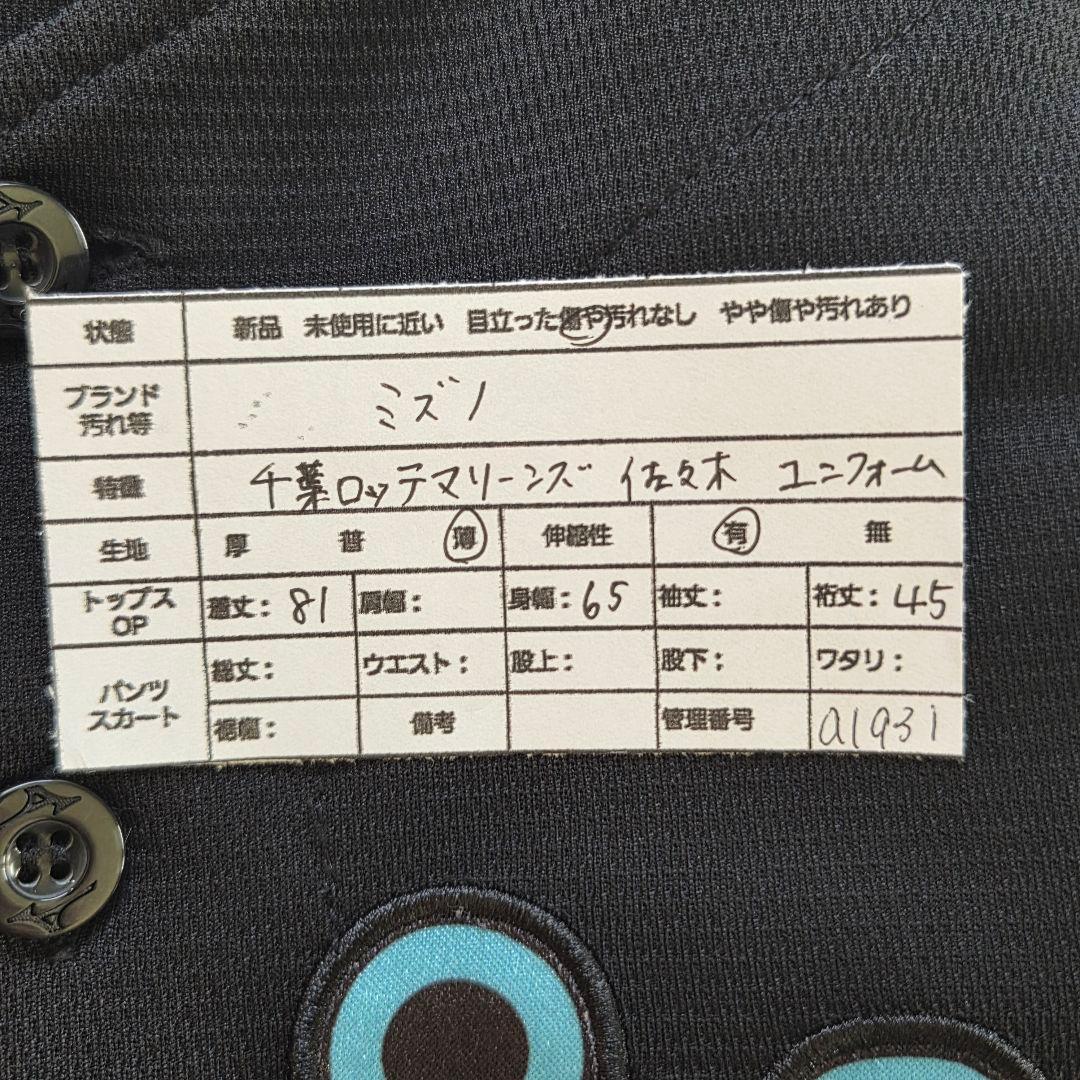 状態 新品 未使用に近い 目立った傷や汚れなし やや傷や汚れあり
ブランド 汚れ等 ミズノ
特徴 千葉ロッテマリーンズ 佐々木 ユニフォーム
生地 厚 普 薄 伸縮性 有 無
トップス OP 着丈: 81 肩幅: 身幅: 65 袖丈: 裄丈: 45
パンツ スカート 総丈: ウエスト: 股上: 股下: ワタリ:
裾幅: 備考 管理番号 a1931